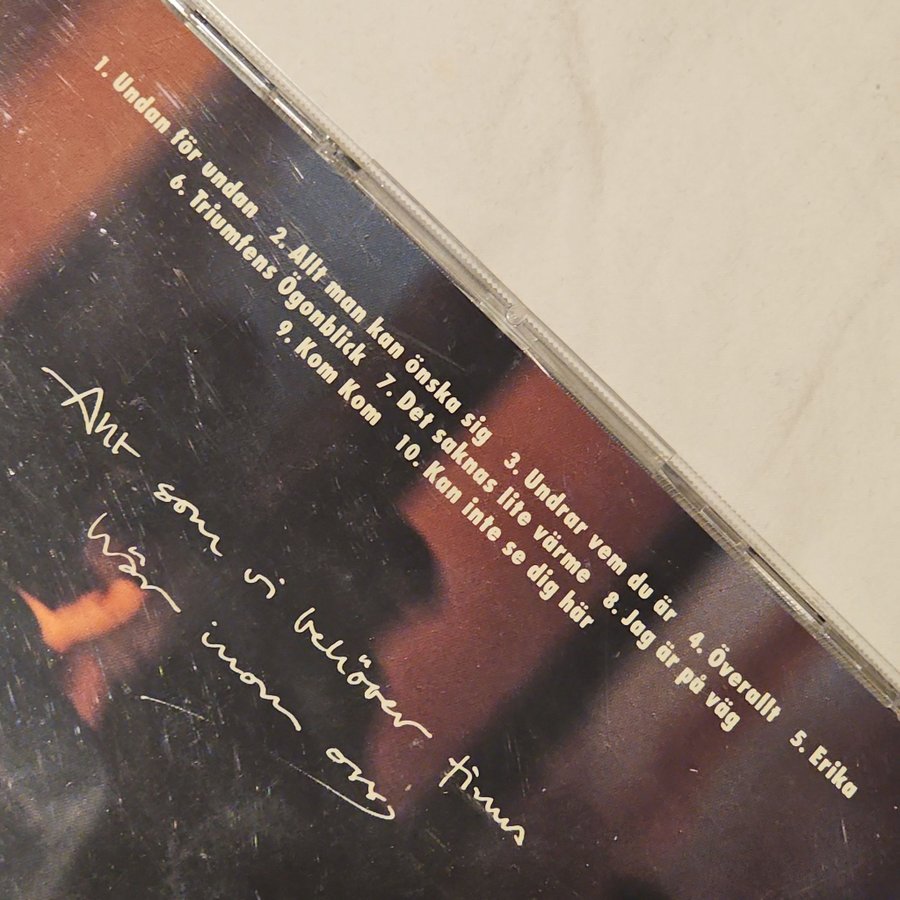 1. Undan för undan 2. Allt man kan önska sig 3. Undrar vem du är 4. Överallt 5. Erika
6. Triumfens Ögonblick 7. Det saknas lite värme 8. Jag är på väg
9. Kom Kom 10. Kan inte se dig här
Allt som vi behöver finns
här inom oss